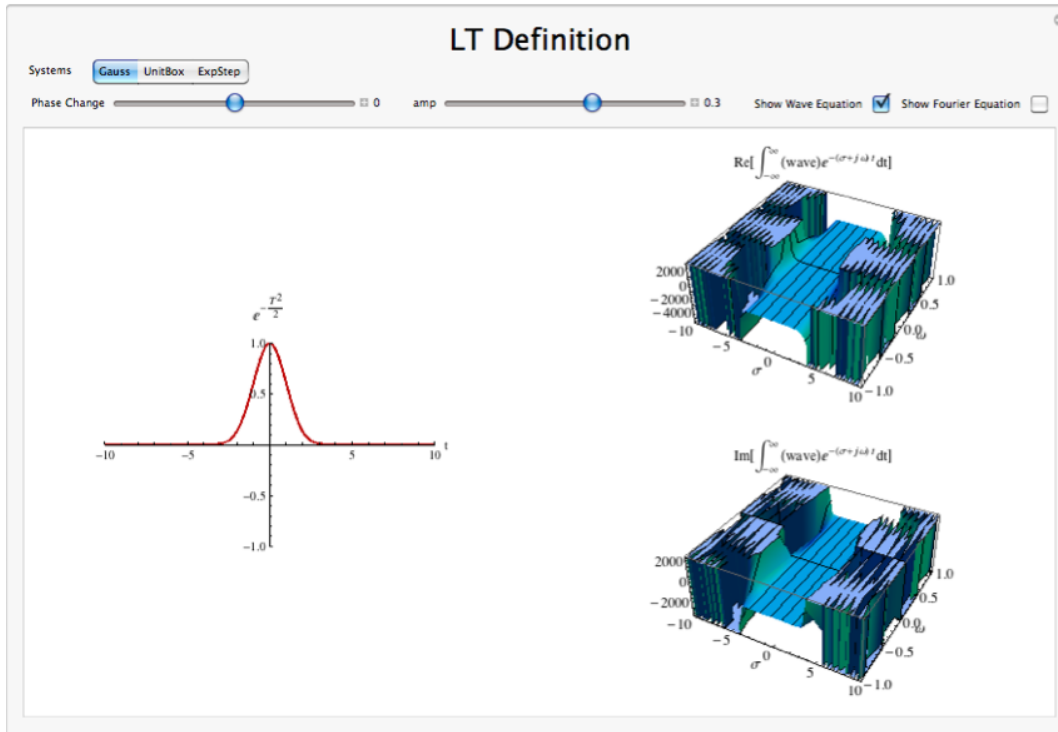 LT Definition
Systems Gauss UnitBox ExpStep
Phase Change 0 amp 0.3 Show Wave Equation Show Fourier Equation
Re[∫_{-∞}^{∞}(wave)e^{-(σ+jω)t}dt]
2000
0
-2000
-4000
-10
-5
0
σ
5
10
-1.0
-0.5
0.0
ω
0.5
1.0
e^{-T^2/2}
1.0
0.5
-10 -5 5 10 t
-0.5
-1.0
Im[∫_{-∞}^{∞}(wave)e^{-(σ+jω)t}dt]
2000
0
-2000
-10
-5
0
σ
5
10
-1.0
-0.5
0.0
ω
0.5
1.0